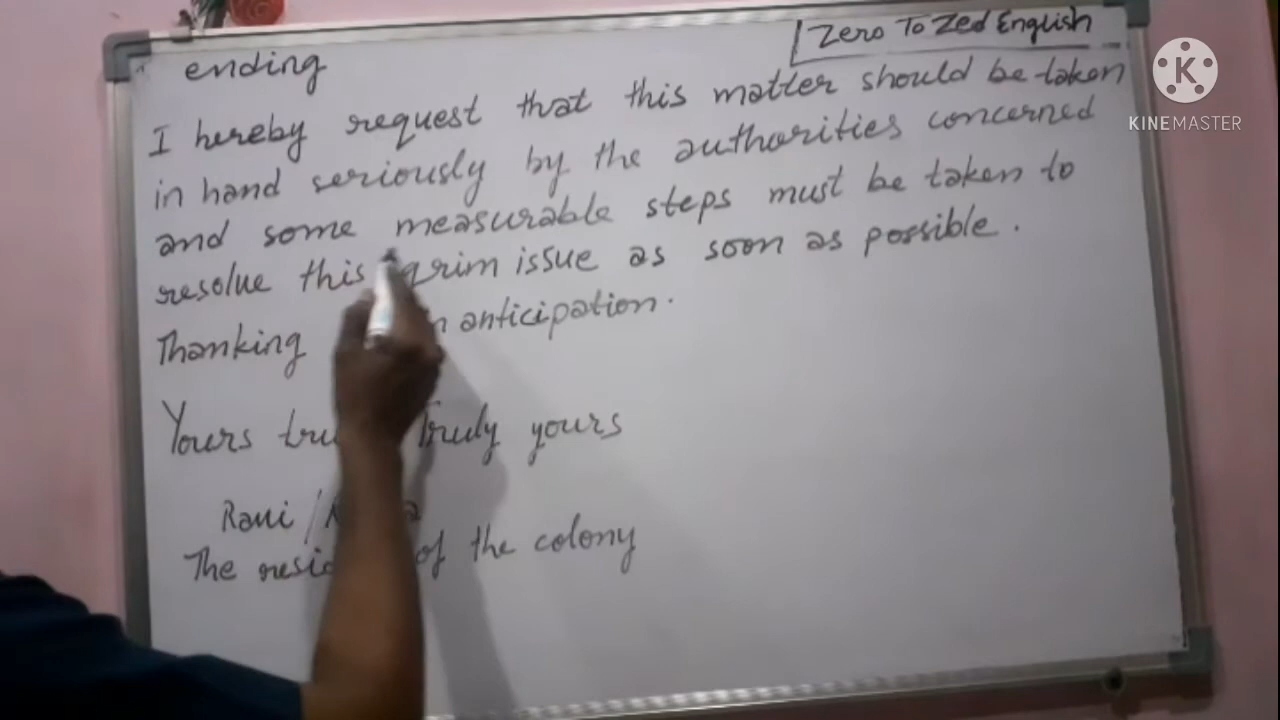 Zero To Zed English
ending
I hereby request that this matter should be taken
in hand seriously by the authorities concerned
and some measurable steps must be taken to
resolve this grim issue as soon as possible.
Thanking anticipation.
Yours Truly yours
Ravi /
The of the colony
KINEMASTER